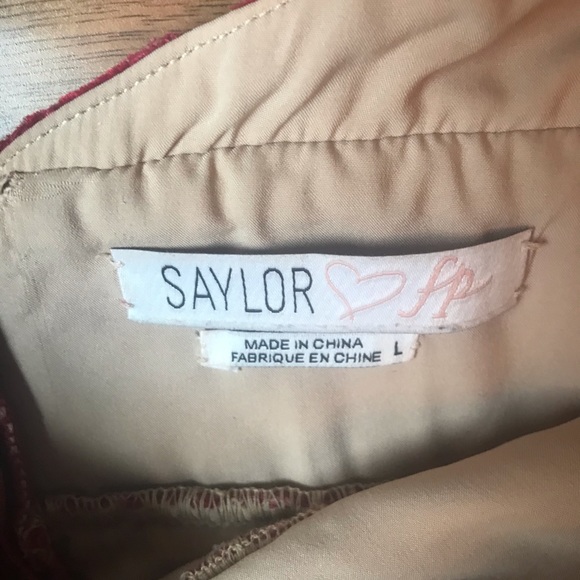 SAYLOR fp
MADE IN CHINA
FABRIQUE EN CHINE L